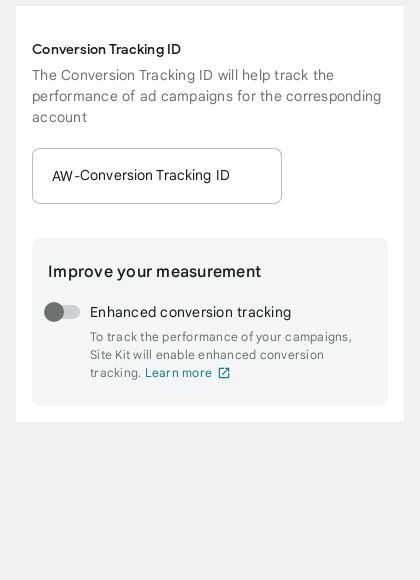 Conversion Tracking ID
The Conversion Tracking ID will help track the
performance of ad campaigns for the corresponding
account
AW-Conversion Tracking ID
Improve your measurement
Enhanced conversion tracking
To track the performance of your campaigns,
Site Kit will enable enhanced conversion
tracking. Learn more